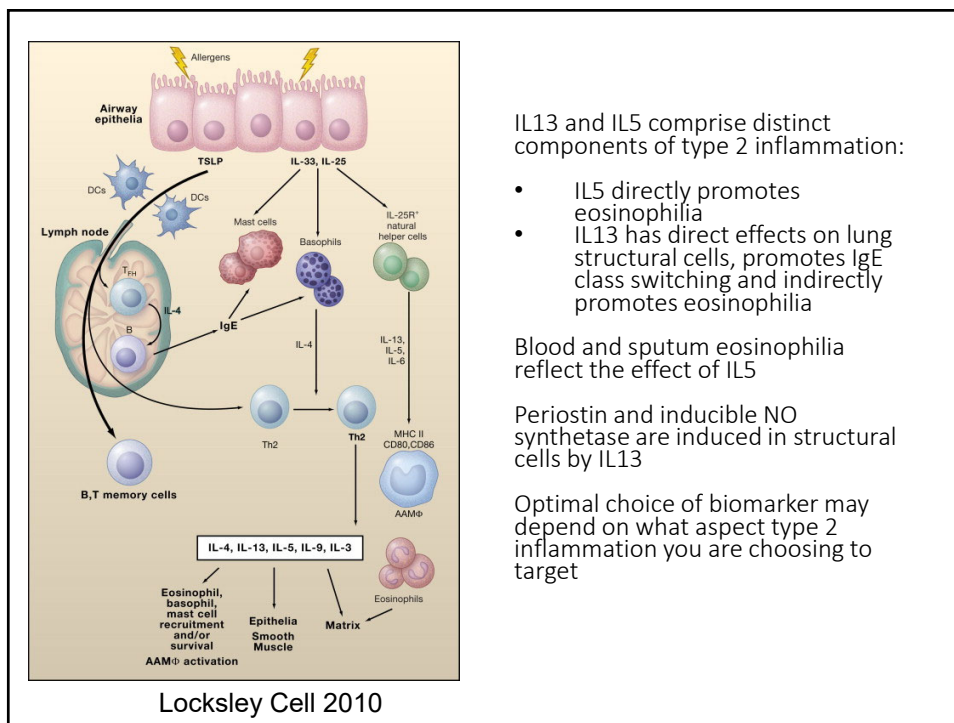 Allergens
Airway
epithelia
TSLP
IL-33, IL-25
DCs
DCs
Lymph node
Mast cells
Basophils
IL-25R⁺
natural
helper cells
TFH
IL-4
B
IgE
IL-4
IL-13,
IL-5,
IL-6
Th2
Th2
MHC II
CD80,CD86
B,T memory cells
AAMΦ
IL-4, IL-13, IL-5, IL-9, IL-3
Eosinophils
Eosinophil,
basophil,
mast cell
recruitment
and/or
survival
AAMΦ activation
Epithelia
Smooth
Muscle
Matrix
Locksley Cell 2010
IL13 and IL5 comprise distinct
components of type 2 inflammation:
• IL5 directly promotes
eosinophilia
• IL13 has direct effects on lung
structural cells, promotes IgE
class switching and indirectly
promotes eosinophilia
Blood and sputum eosinophilia
reflect the effect of IL5
Periostin and inducible NO
synthetase are induced in structural
cells by IL13
Optimal choice of biomarker may
depend on what aspect type 2
inflammation you are choosing to
target